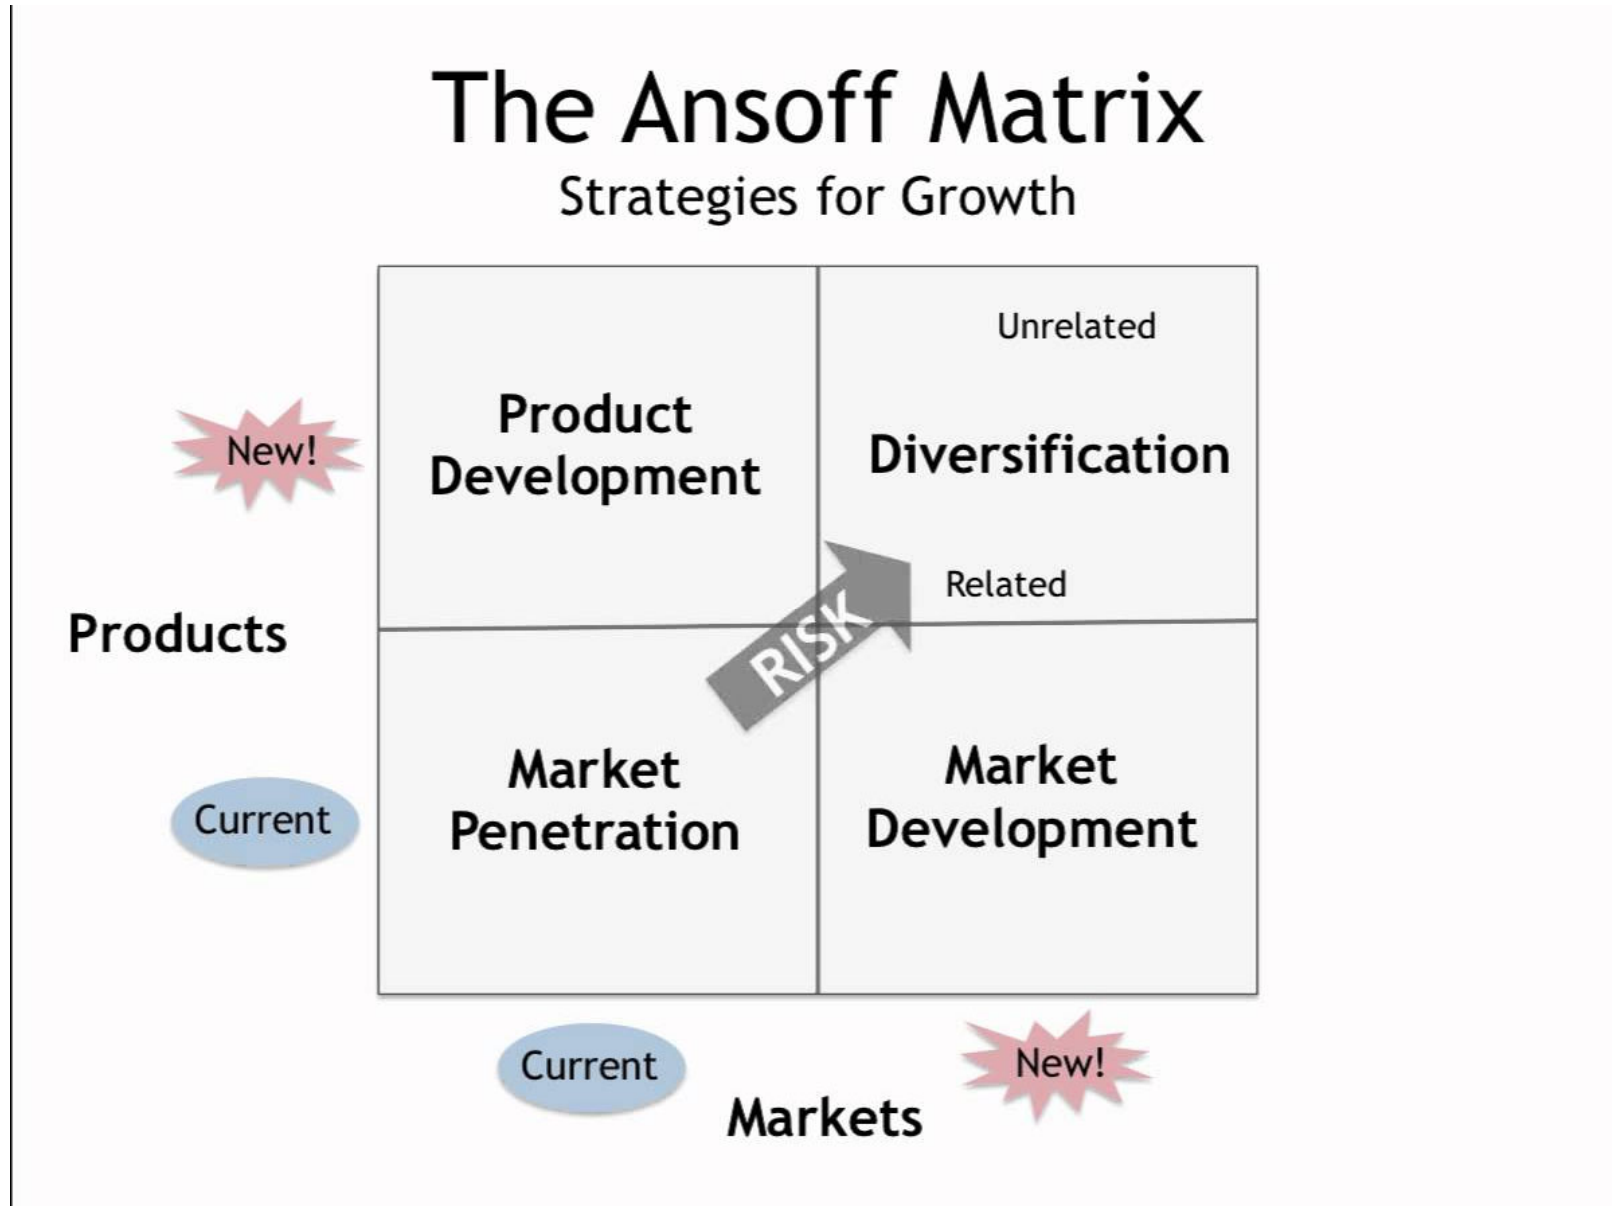 The Ansoff Matrix
Strategies for Growth
Unrelated
Product
Development
Diversification
New!
Related
RISK
Products
Market
Penetration
Market
Development
Current
Current
New!
Markets